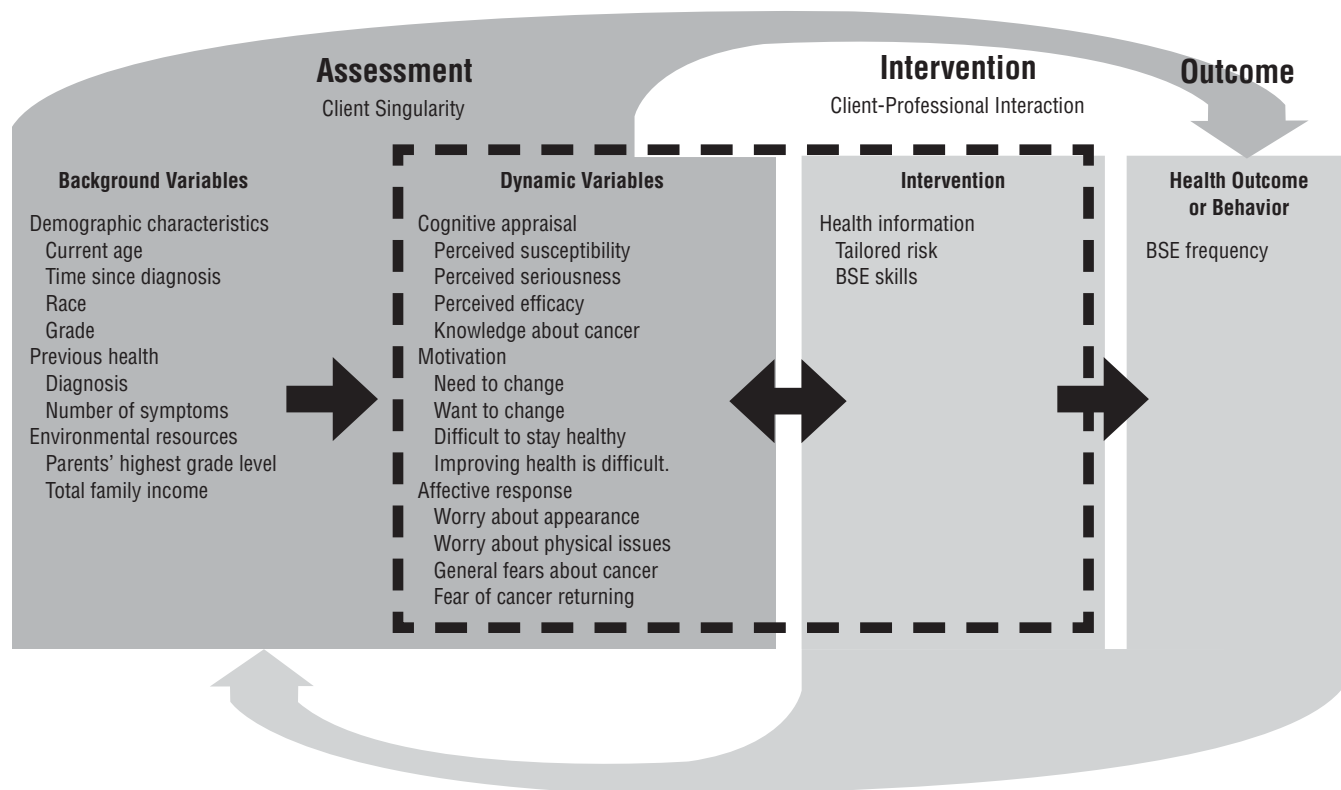 Assessment
Client Singularity
Intervention
Client-Professional Interaction
Outcome
Background Variables
Demographic characteristics
Current age
Time since diagnosis
Race
Grade
Previous health
Diagnosis
Number of symptoms
Environmental resources
Parents’ highest grade level
Total family income
Dynamic Variables
Cognitive appraisal
Perceived susceptibility
Perceived seriousness
Perceived efficacy
Knowledge about cancer
Motivation
Need to change
Want to change
Difficult to stay healthy
Improving health is difficult.
Affective response
Worry about appearance
Worry about physical issues
General fears about cancer
Fear of cancer returning
Intervention
Health information
Tailored risk
BSE skills
Health Outcome
or Behavior
BSE frequency